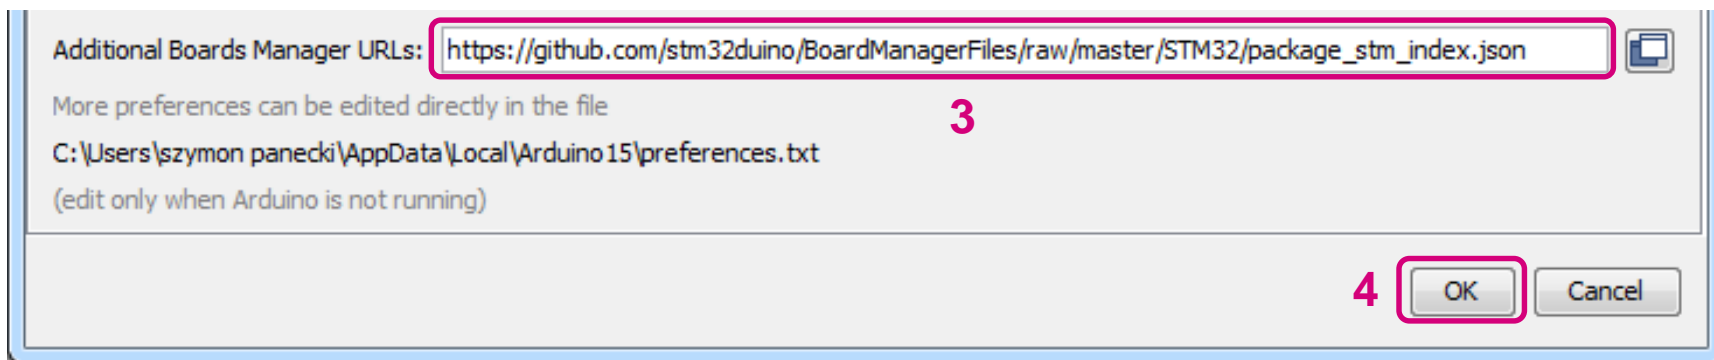 Additional Boards Manager URLs: https://github.com/stm32duino/BoardManagerFiles/raw/master/STM32/package_stm_index.json
More preferences can be edited directly in the file
3
C:\Users\szymon panecki\AppData\Local\Arduino15\preferences.txt
(edit only when Arduino is not running)
4 OK Cancel